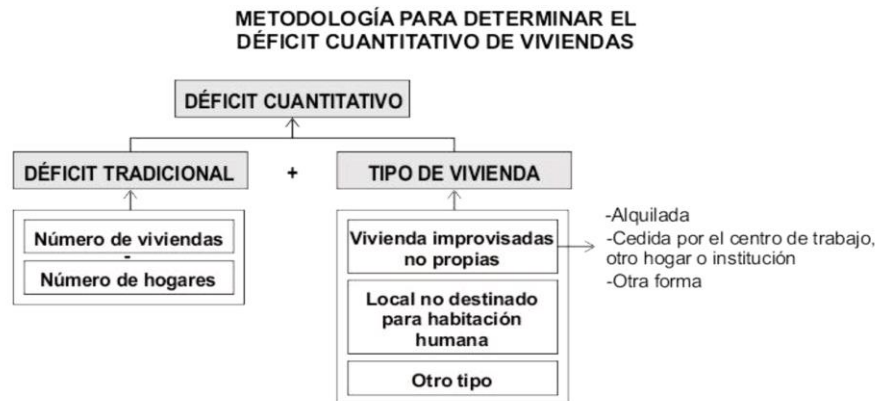 METODOLOGÍA PARA DETERMINAR EL
DÉFICIT CUANTITATIVO DE VIVIENDAS
DÉFICIT CUANTITATIVO
DÉFICIT TRADICIONAL
+
TIPO DE VIVIENDA
Número de viviendas
-
Número de hogares
Vivienda improvisadas
no propias
-Alquilada
-Cedida por el centro de trabajo,
otro hogar o institución
-Otra forma
Local no destinado
para habitación
humana
Otro tipo